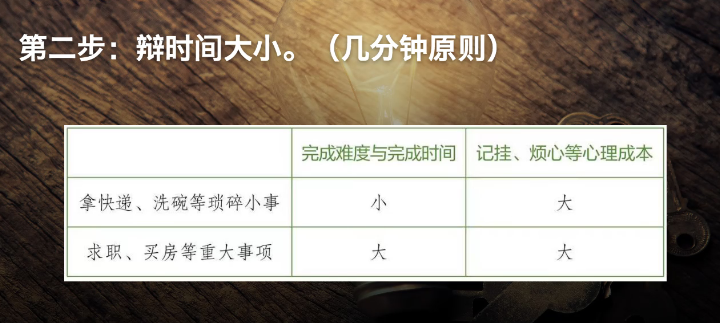 第二步：辩时间大小。（几分钟原则）
完成难度与完成时间 记挂、烦心等心理成本
拿快递、洗碗等琐碎小事 小 大
求职、买房等重大事项 大 大